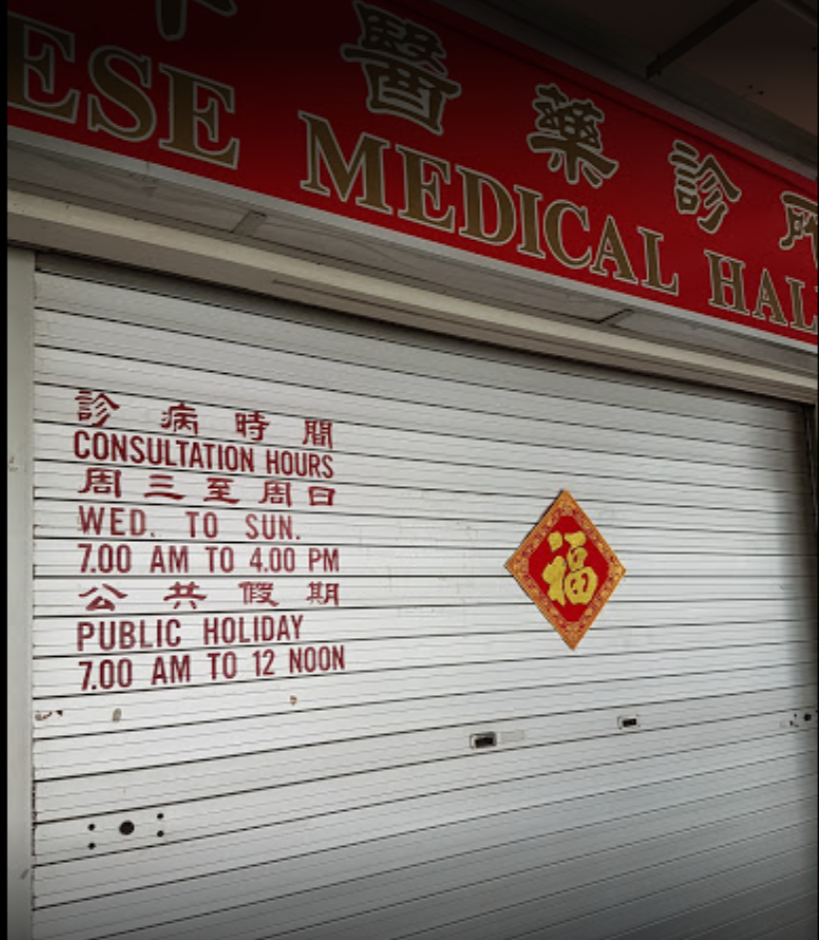 醫藥診所
ESE MEDICAL HALL
診病時間
CONSULTATION HOURS
周三至周日
WED. TO SUN.
7.00 AM TO 4.00 PM
公共假期
PUBLIC HOLIDAY
7.00 AM TO 12 NOON
福